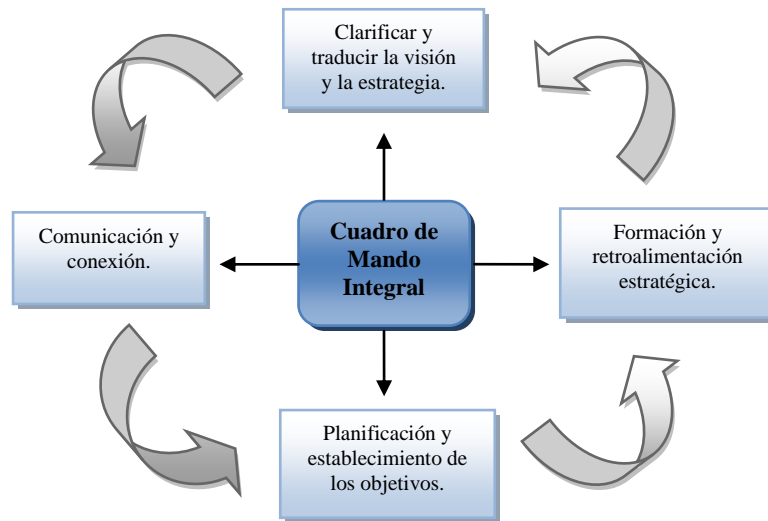 Clarificar y
traducir la visión
y la estrategia.
Comunicación y
conexión.
Cuadro de
Mando
Integral
Formación y
retroalimentación
estratégica.
Planificación y
establecimiento de
los objetivos.